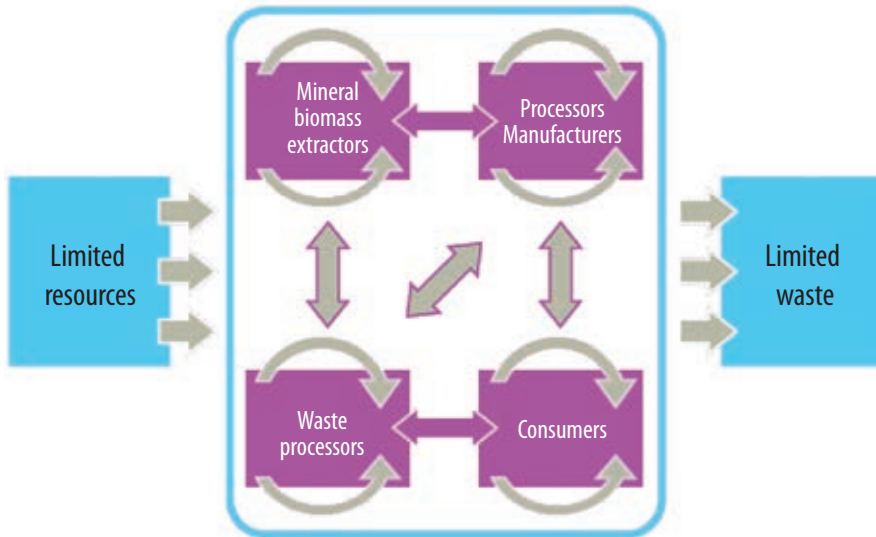 Mineral
biomass
extractors
Processors
Manufacturers
Limited
resources
Limited
waste
Waste
processors
Consumers